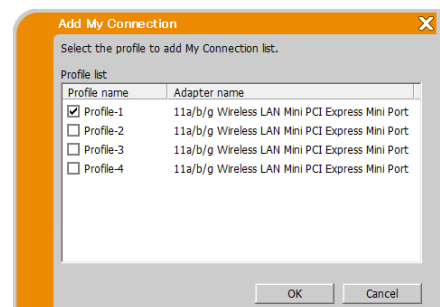 Add My Connection
Select the profile to add My Connection list.
Profile list
Profile name Adapter name
Profile-1 11a/b/g Wireless LAN Mini PCI Express Mini Port
Profile-2 11a/b/g Wireless LAN Mini PCI Express Mini Port
Profile-3 11a/b/g Wireless LAN Mini PCI Express Mini Port
Profile-4 11a/b/g Wireless LAN Mini PCI Express Mini Port
OK Cancel